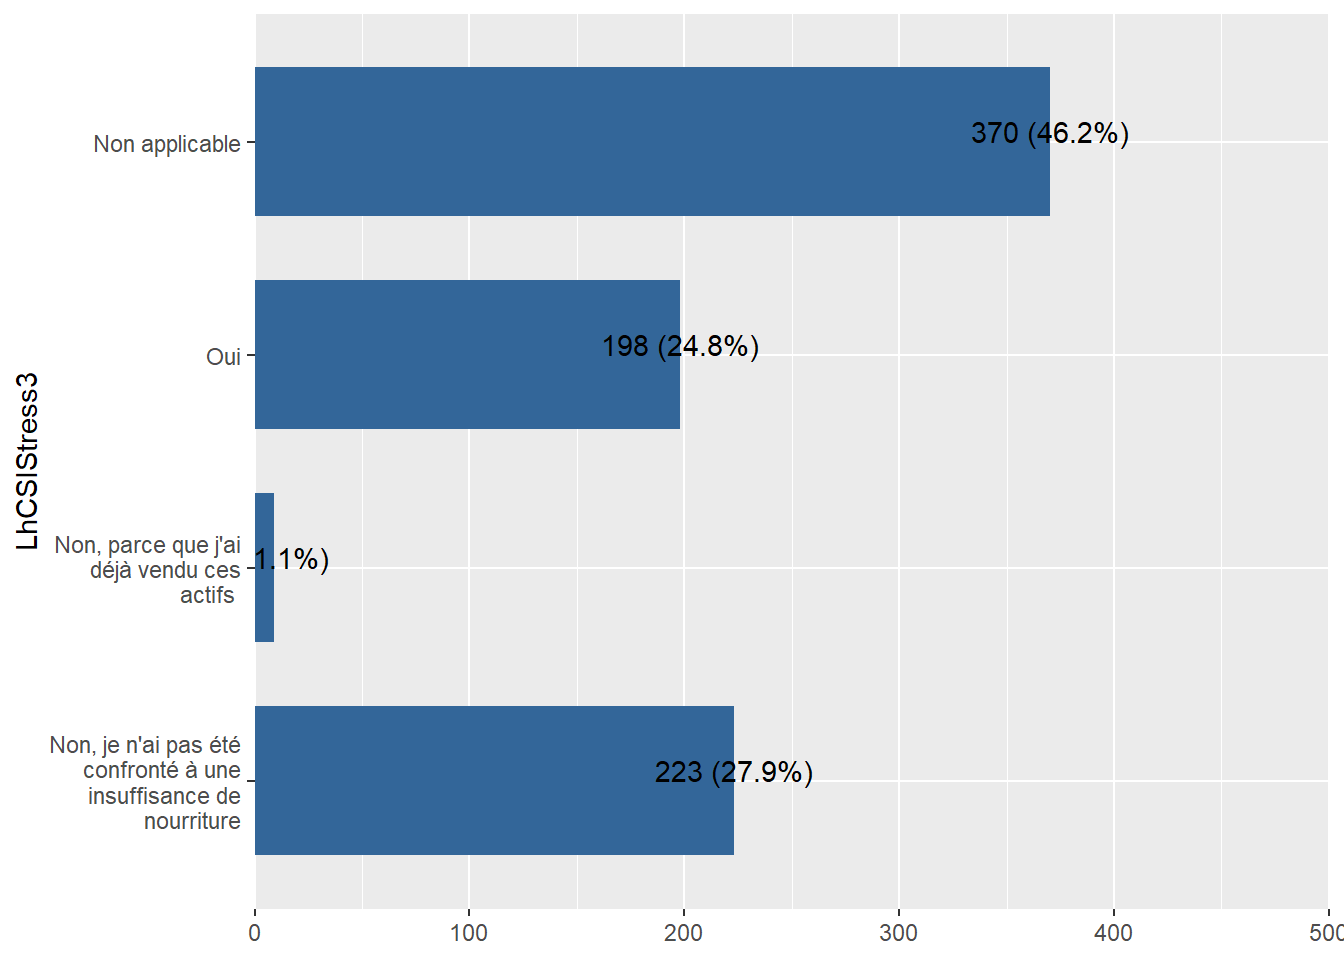 LhCSIStress3
Non applicable
370 (46.2%)
Oui
198 (24.8%)
Non, parce que j'ai
déjà vendu ces
actifs
1.1%)
Non, je n'ai pas été
confronté à une
insuffisance de
nourriture
223 (27.9%)
0 100 200 300 400 500